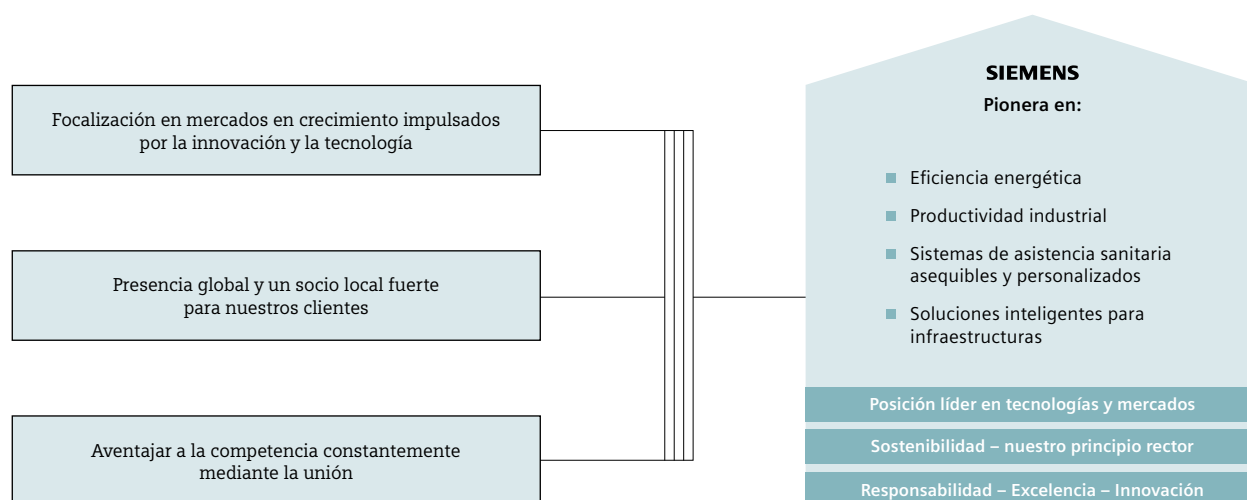 Focalización en mercados en crecimiento impulsados
por la innovación y la tecnología
Presencia global y un socio local fuerte
para nuestros clientes
Aventajar a la competencia constantemente
mediante la unión
SIEMENS
Pionera en:
Eficiencia energética
Productividad industrial
Sistemas de asistencia sanitaria
asequibles y personalizados
Soluciones inteligentes para
infraestructuras
Posición líder en tecnologías y mercados
Sostenibilidad – nuestro principio rector
Responsabilidad – Excelencia – Innovación